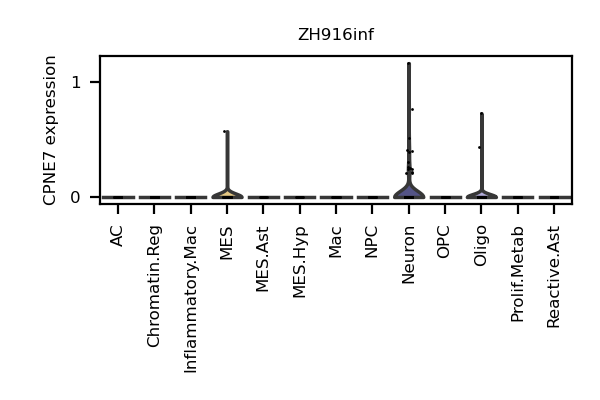 ZH916inf
CPNE7 expression
1
0
AC
Chromatin.Reg
Inflammatory.Mac
MES
MES.Ast
MES.Hyp
Mac
NPC
Neuron
OPC
Oligo
Prolif.Metab
Reactive.Ast